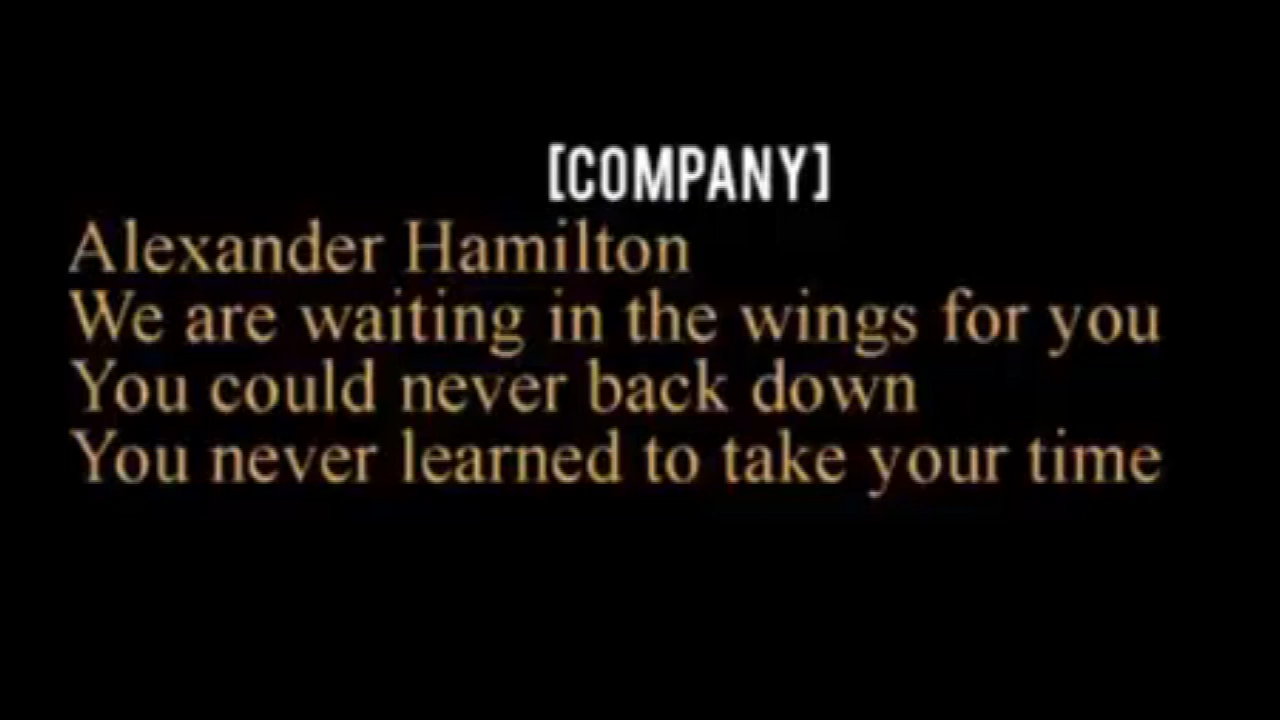 [COMPANY]
Alexander Hamilton
We are waiting in the wings for you
You could never back down
You never learned to take your time